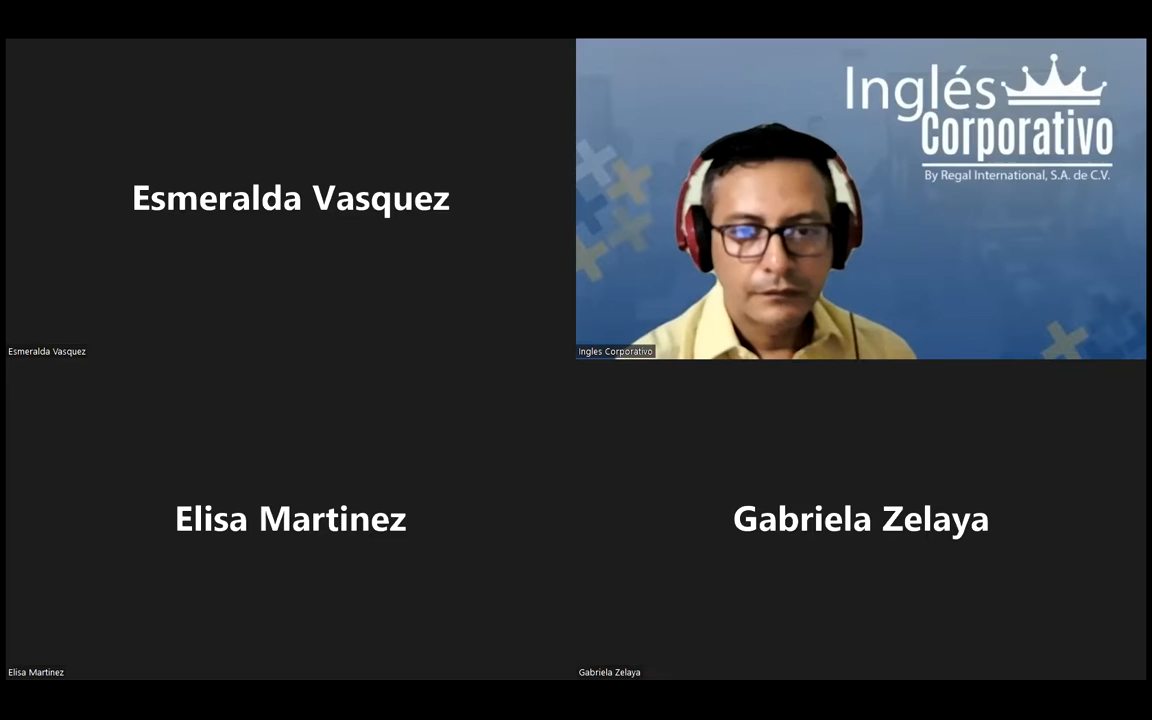 Esmeralda Vasquez
Esmeralda Vasquez
Inglés
Corporativo
By Regal International, S.A. de C.V.
Ingles Corporativo
Elisa Martinez
Elisa Martinez
Gabriela Zelaya
Gabriela Zelaya